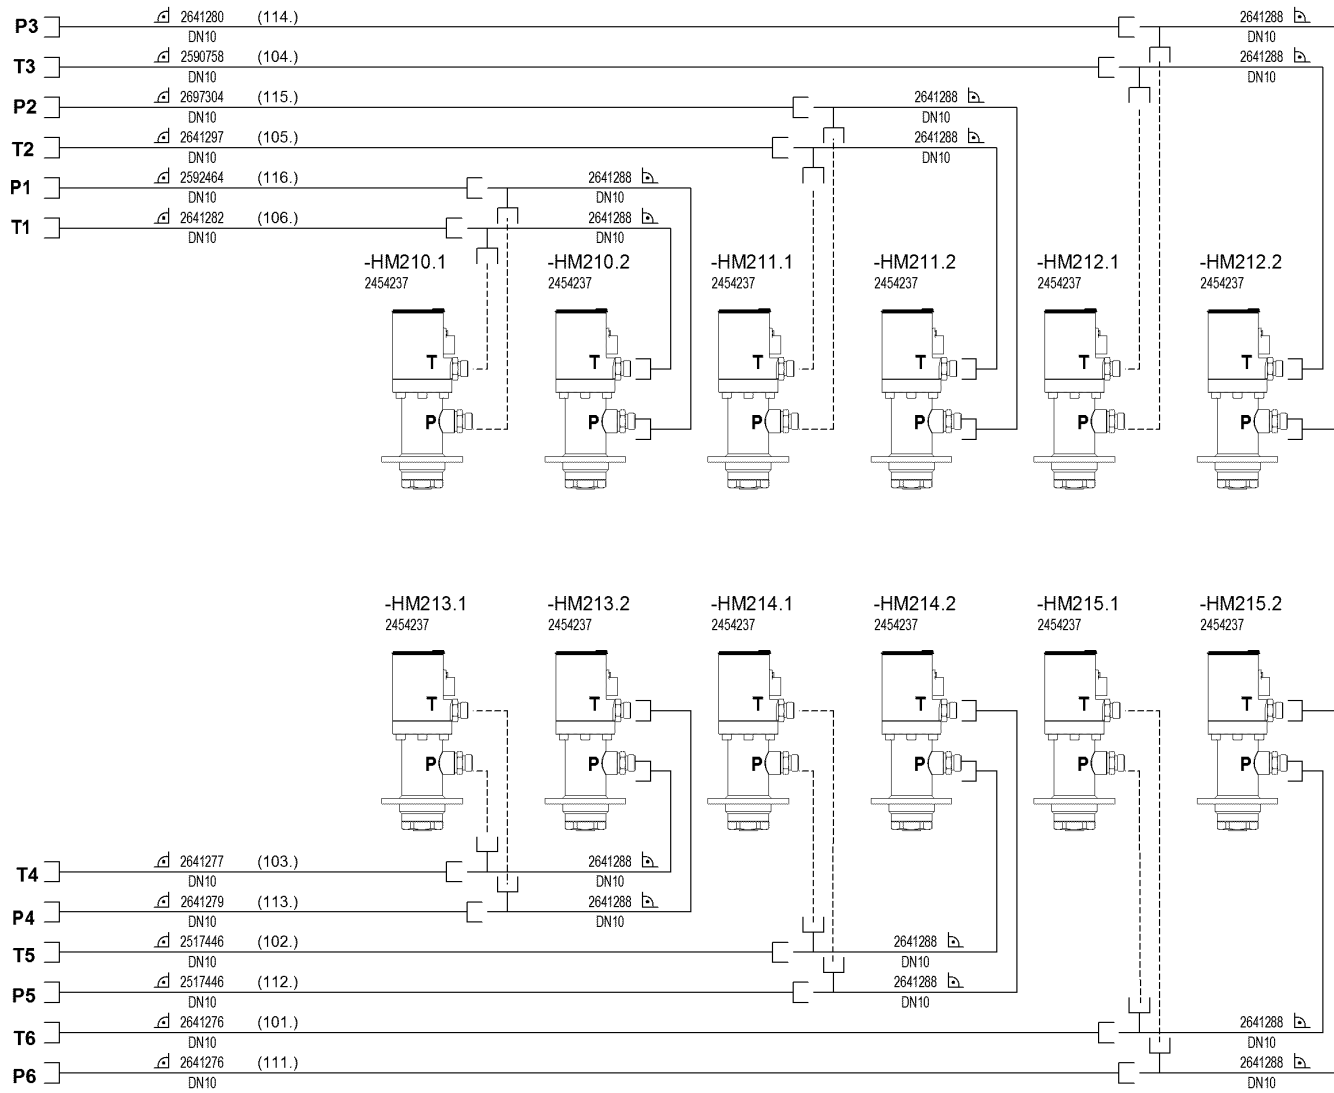 P3 2641280 (114.) 2641288
DN10 DN10
T3 2590758 (104.) 2641288
DN10 DN10
P2 2697304 (115.) 2641288
DN10 DN10
T2 2641297 (105.) 2641288
DN10 DN10
P1 2592464 (116.) 2641288
DN10 DN10
T1 2641282 (106.) 2641288
DN10 DN10
-HM210.1 -HM210.2 -HM211.1 -HM211.2 -HM212.1 -HM212.2
2454237 2454237 2454237 2454237 2454237 2454237
T T T T T T
P P P P P P
-HM213.1 -HM213.2 -HM214.1 -HM214.2 -HM215.1 -HM215.2
2454237 2454237 2454237 2454237 2454237 2454237
T T T T T T
P P P P P P
T4 2641277 (103.) 2641288
DN10 DN10
P4 2641279 (113.) 2641288
DN10 DN10
T5 2517446 (102.) 2641288
DN10 DN10
P5 2517446 (112.) 2641288
DN10 DN10
T6 2641276 (101.) 2641288
DN10 DN10
P6 2641276 (111.) 2641288
DN10 DN10